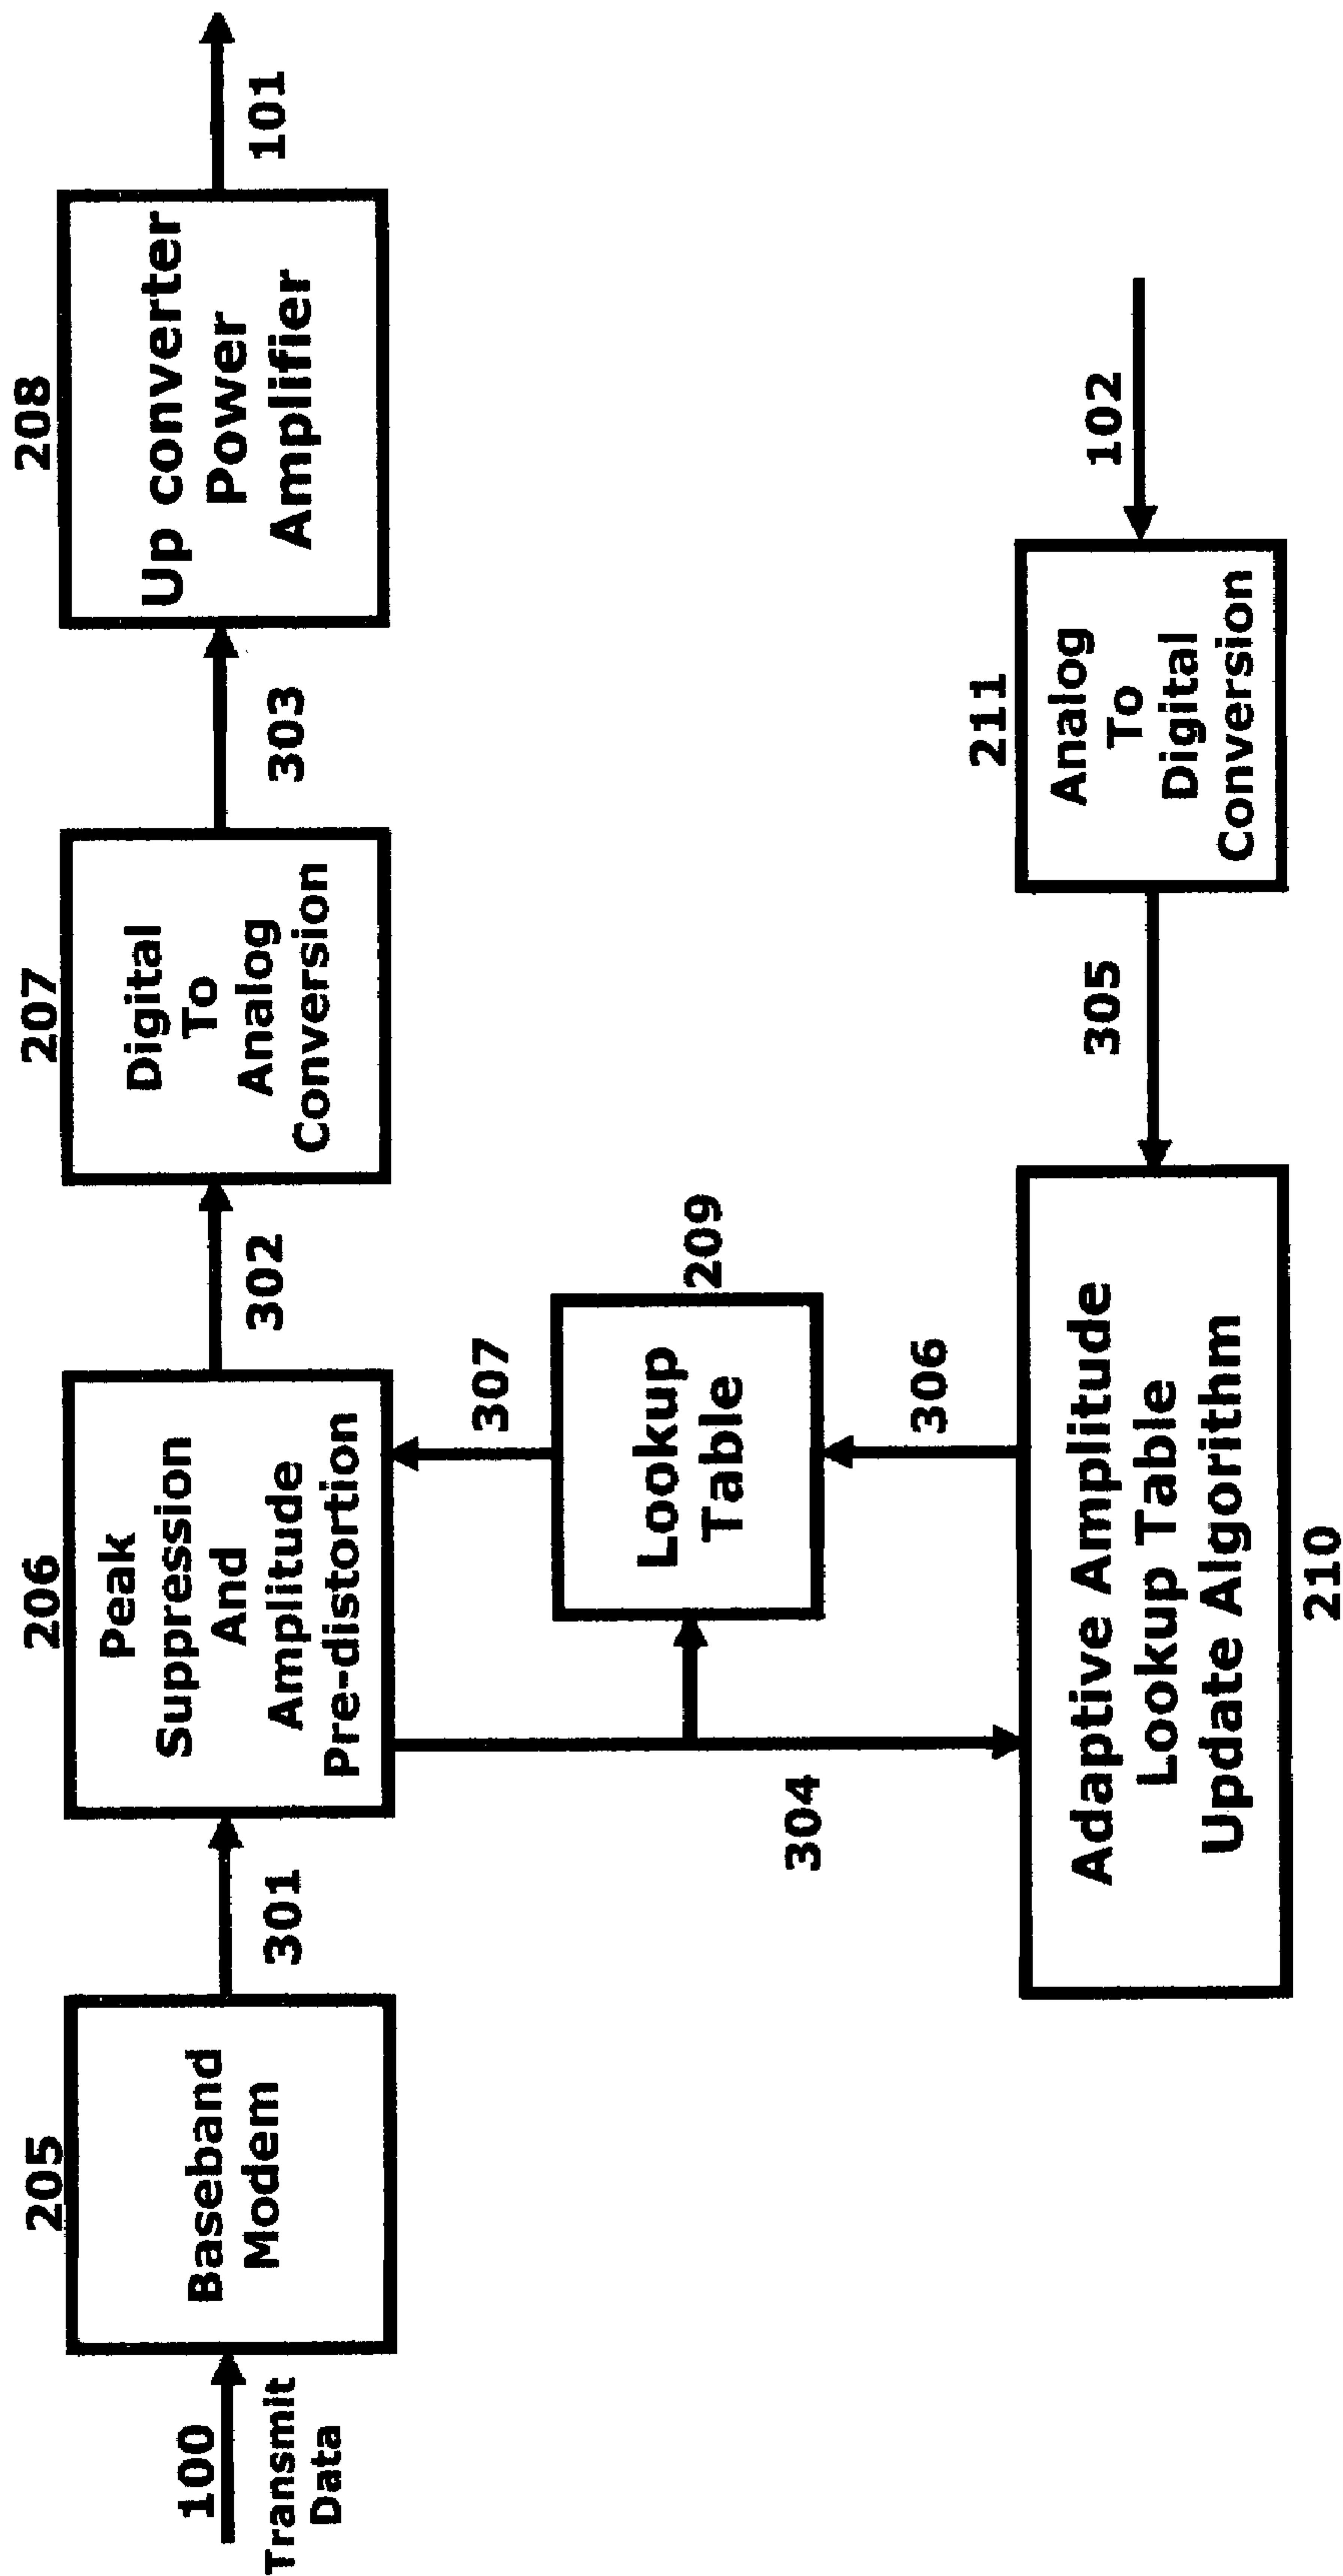 100
Transmit
Data
205
Baseband
Modem
301
206
Peak
Suppression
And
Amplitude
Pre-distortion
302
207
Digital
To
Analog
Conversion
303
208
Up converter
Power
Amplifier
101
304
307
Lookup
Table
209
306
Adaptive Amplitude
Lookup Table
Update Algorithm
210
305
211
Analog
To
Digital
Conversion
102